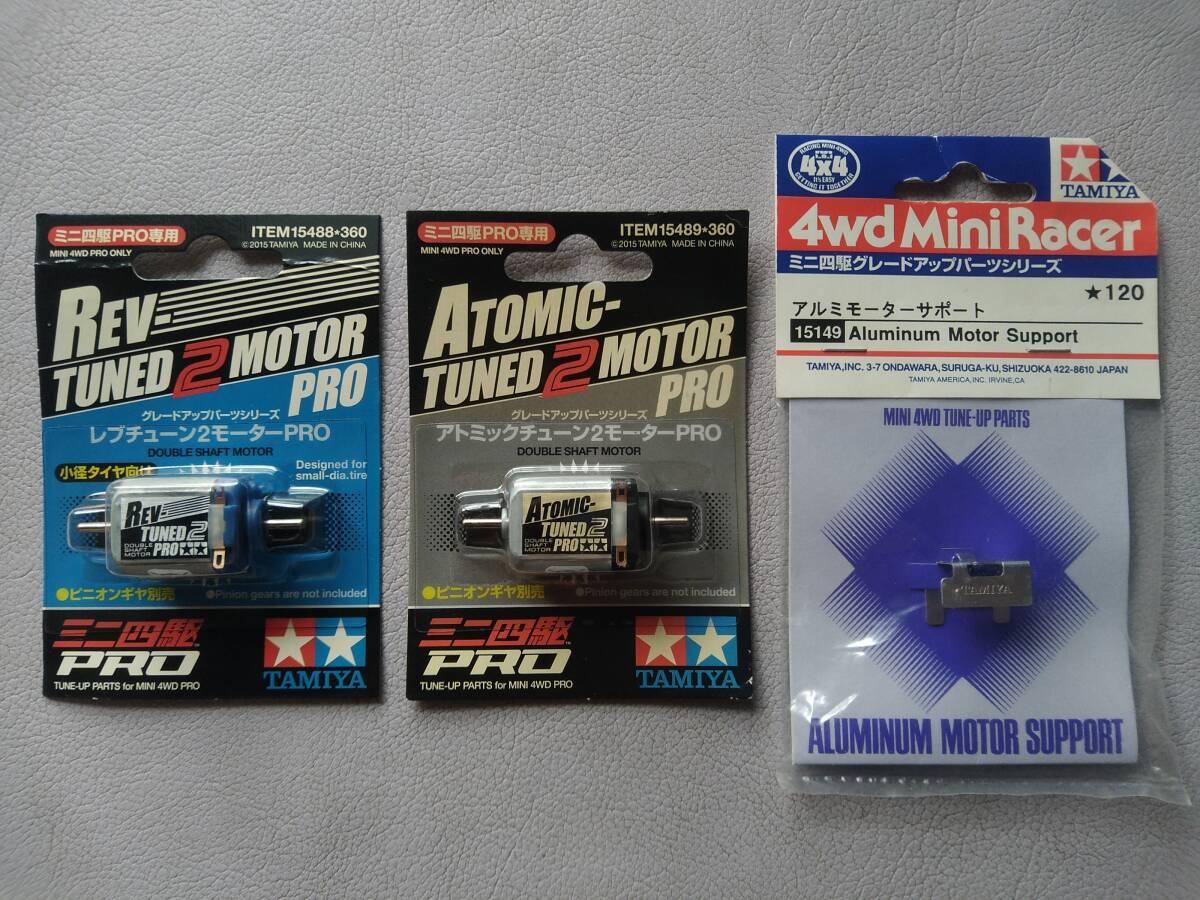 ミニ四駆PRO専用
MINI 4WD PRO ONLY
ITEM15488★360
©2015TAMIYA MADE IN CHINA
REV-
TUNED 2 MOTOR
PRO
グレードアップパーツシリーズ
レブチューン2モーターPRO
DOUBLE SHAFT MOTOR
小径タイヤ向け
Designed for
small-dia.tire
REV-
TUNED 2
DOUBLE
SHAFT
MOTOR
PRO
●ピニオンギヤ別売
●Pinion gears are not included
ミニ四駆
PRO
TAMIYA
TUNE-UP PARTS for MINI 4WD PRO
ミニ四駆PRO専用
MINI 4WD PRO ONLY
ITEM15489★360
©2015TAMIYA MADE IN CHINA
ATOMIC-
TUNED 2 MOTOR
PRO
グレードアップパーツシリーズ
アトミックチューン2モーターPRO
DOUBLE SHAFT MOTOR
ATOMIC-
TUNED 2
DOUBLE
SHAFT
MOTOR
PRO
●ピニオンギヤ別売
●Pinion gears are not included
ミニ四駆
PRO
TAMIYA
TUNE-UP PARTS for MINI 4WD PRO
RACING MINI 4WD
4x4
It's EASY
GETTING IT TOGETHER
TAMIYA
4wd Mini Racer
ミニ四駆グレードアップパーツシリーズ
★120
アルミモーターサポート
15149 Aluminum Motor Support
TAMIYA,INC. 3-7 ONDAWARA, SURUGA-KU, SHIZUOKA 422-8610 JAPAN
TAMIYA AMERICA,INC. IRVINE,CA
MINI 4WD TUNE-UP PARTS
TAMIYA
ALUMINUM MOTOR SUPPORT